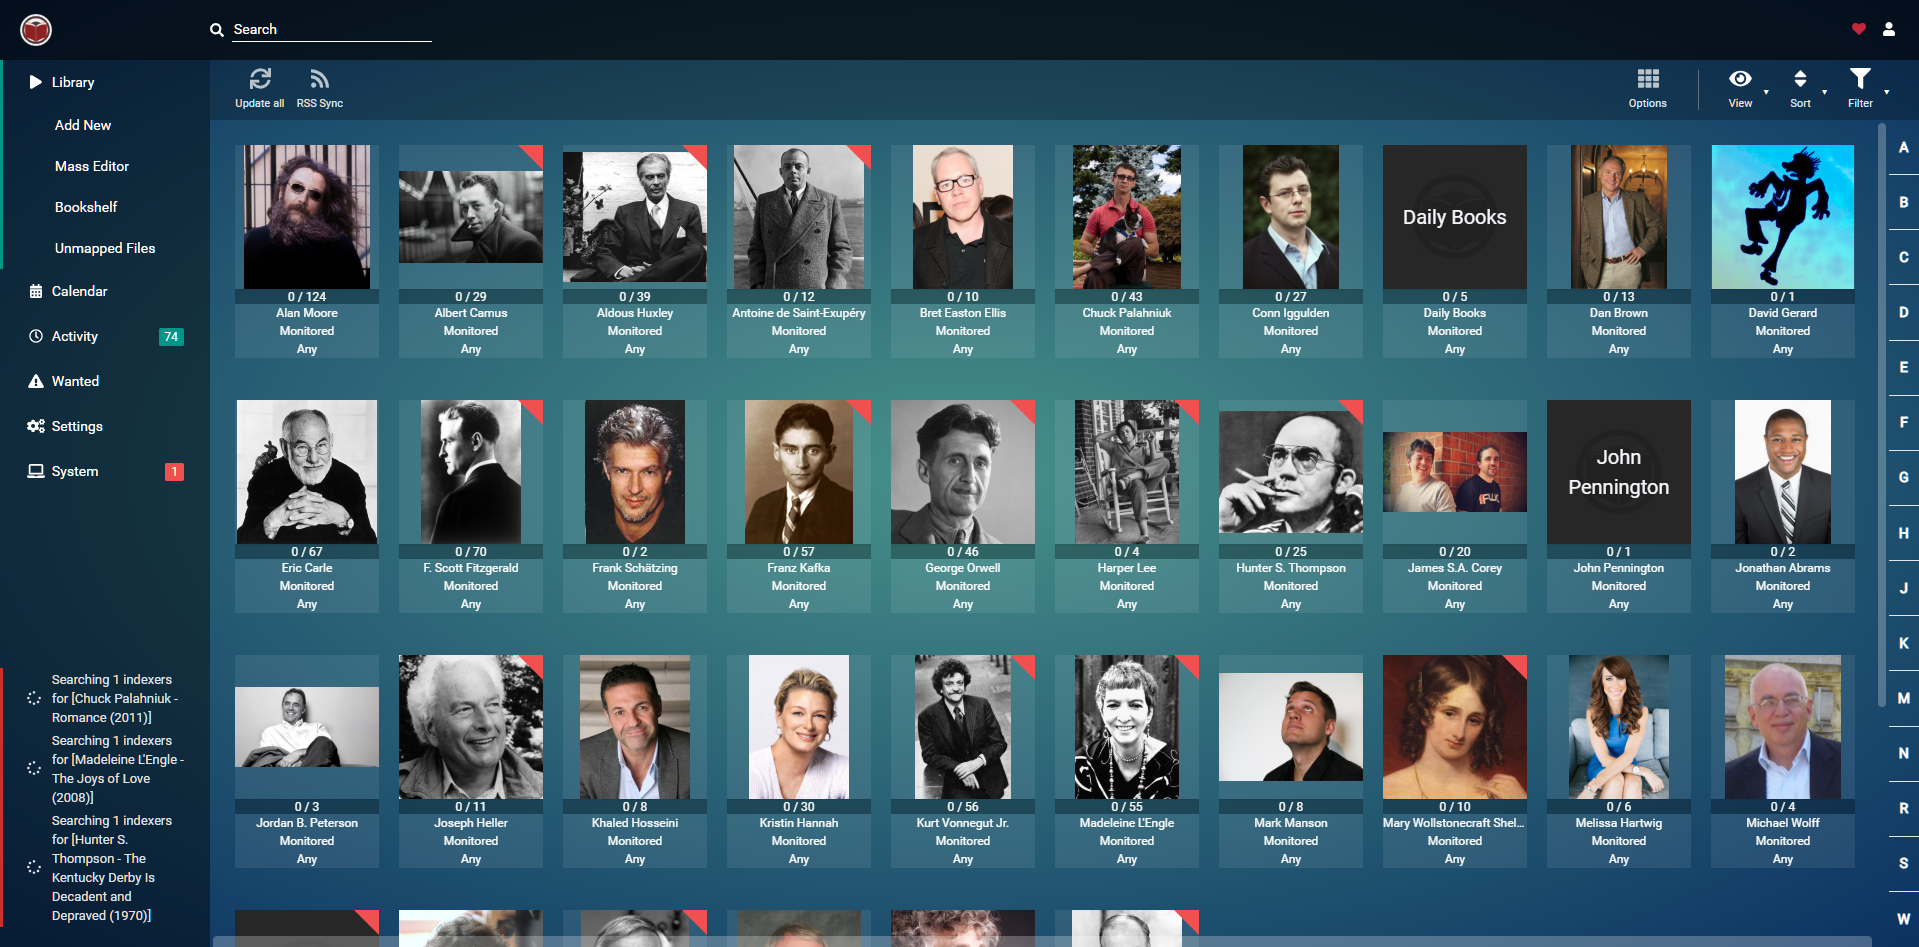 Search
Library
Add New
Mass Editor
Bookshelf
Unmapped Files
Calendar
Activity 74
Wanted
Settings
System 1
Searching 1 indexers
for [Chuck Palahniuk -
Romance (2011)]
Searching 1 indexers
for [Madeleine L'Engle -
The Joys of Love
(2008)]
Searching 1 indexers
for [Hunter S.
Thompson - The
Kentucky Derby Is
Decadent and
Depraved (1970)]
Update all RSS Sync Options View Sort Filter
Daily Books
0 / 124 0 / 29 0 / 39 0 / 12 0 / 10 0 / 43 0 / 27 0 / 5 0 / 13 0 / 1
Alan Moore Albert Camus Aldous Huxley Antoine de Saint-Exupéry Bret Easton Ellis Chuck Palahniuk Conn Iggulden Daily Books Dan Brown David Gerard
Monitored Monitored Monitored Monitored Monitored Monitored Monitored Monitored Monitored Monitored
Any Any Any Any Any Any Any Any Any Any
John
Pennington
0 / 67 0 / 70 0 / 2 0 / 57 0 / 46 0 / 4 0 / 25 0 / 20 0 / 1 0 / 2
Eric Carle F. Scott Fitzgerald Frank Schätzing Franz Kafka George Orwell Harper Lee Hunter S. Thompson James S.A. Corey John Pennington Jonathan Abrams
Monitored Monitored Monitored Monitored Monitored Monitored Monitored Monitored Monitored Monitored
Any Any Any Any Any Any Any Any Any Any
0 / 3 0 / 11 0 / 8 0 / 30 0 / 56 0 / 55 0 / 8 0 / 10 0 / 6 0 / 4
Jordan B. Peterson Joseph Heller Khaled Hosseini Kristin Hannah Kurt Vonnegut Jr. Madeleine L'Engle Mark Manson Mary Wollstonecraft Shel... Melissa Hartwig Michael Wolff
Monitored Monitored Monitored Monitored Monitored Monitored Monitored Monitored Monitored Monitored
Any Any Any Any Any Any Any Any Any Any
A
B
C
D
E
F
G
H
J
K
M
N
R
S
W